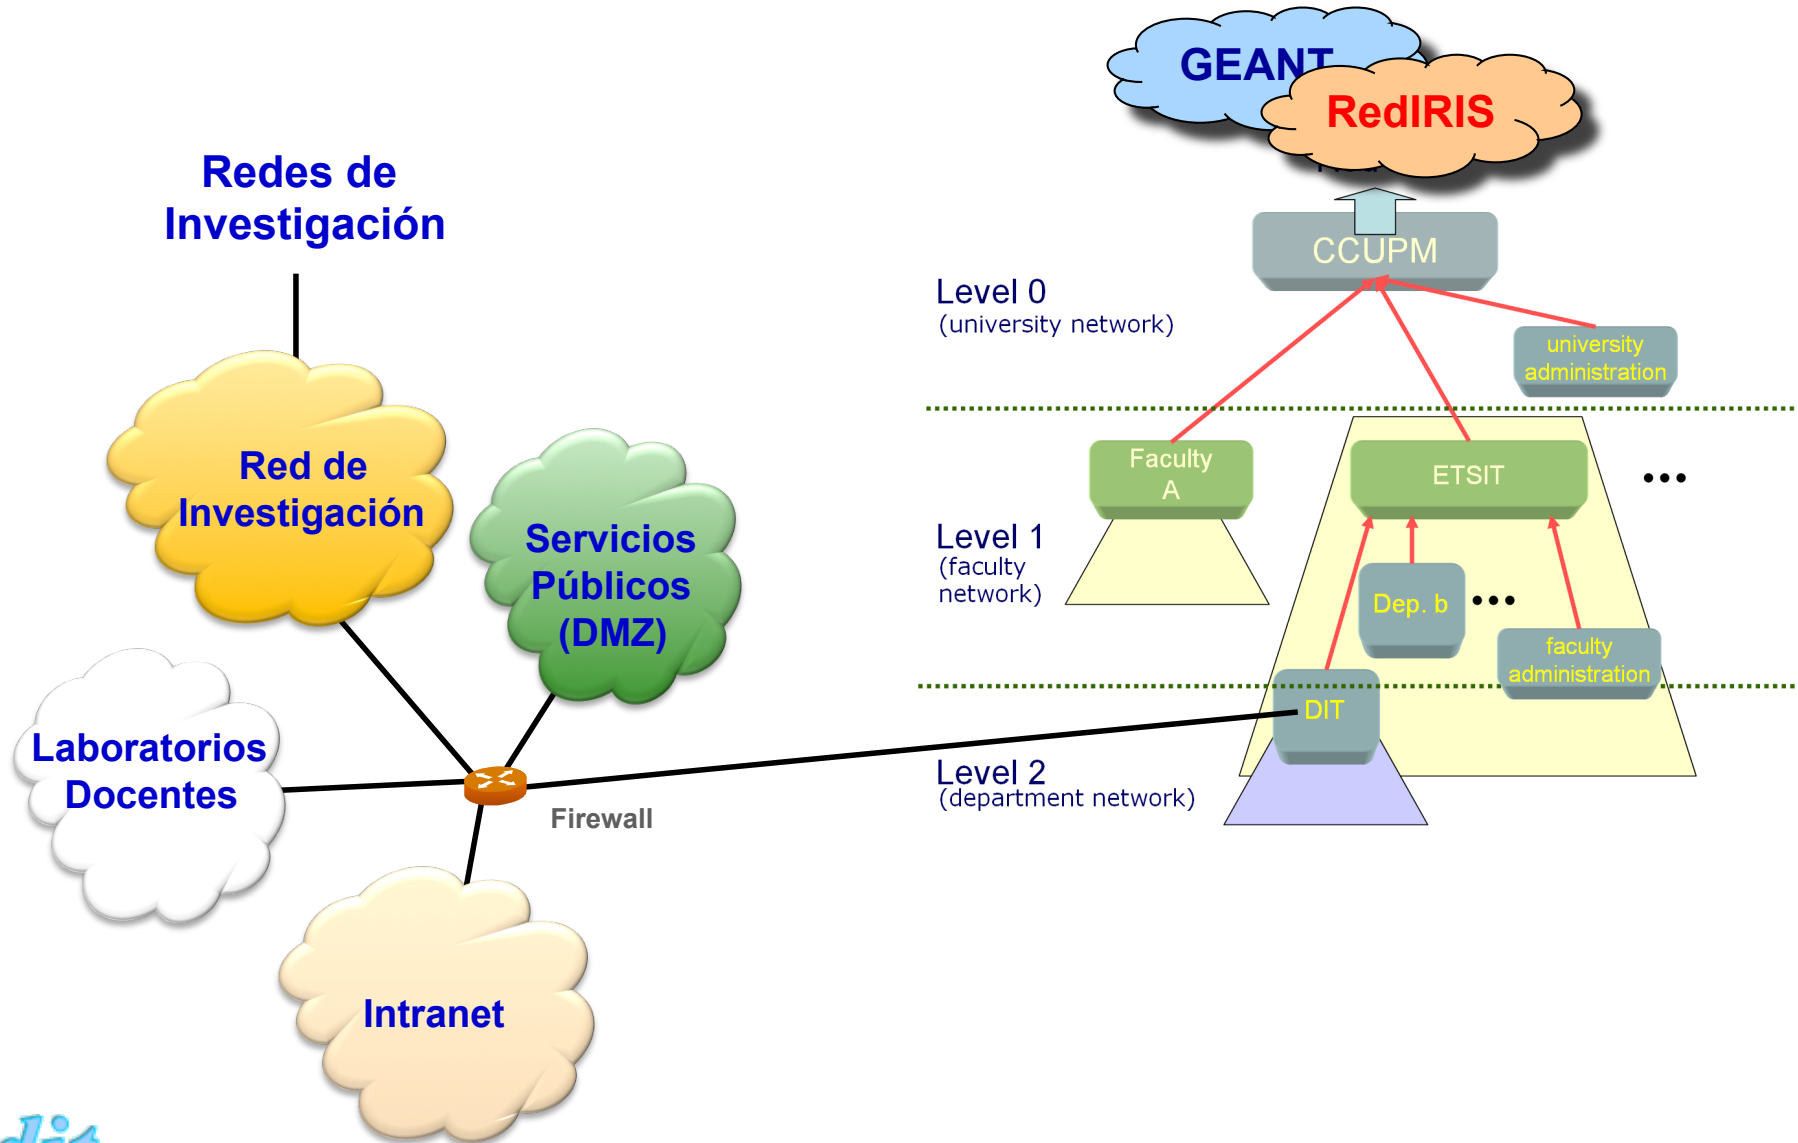 GEANT
RedIRIS
Redes de
Investigación
CCUPM
Level 0
(university network)
university
administration
Red de
Investigación
Faculty
A
ETSIT
•••
Servicios
Públicos
(DMZ)
Level 1
(faculty
network)
Dep. b
•••
faculty
administration
DIT
Laboratorios
Docentes
Level 2
(department network)
Firewall
Intranet
dit